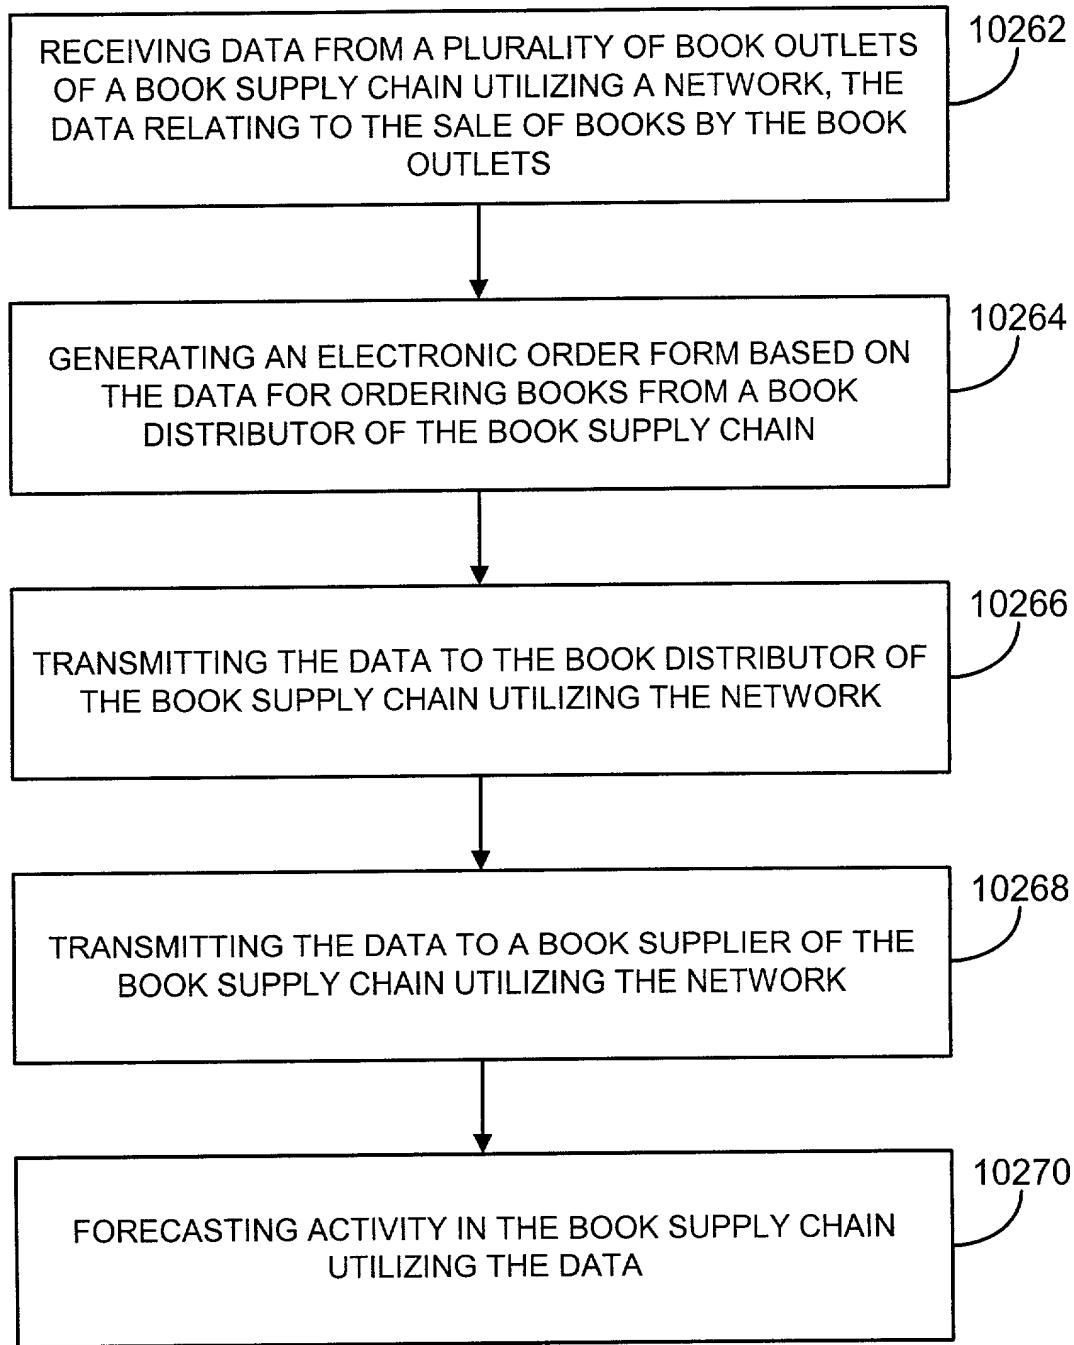 10262
RECEIVING DATA FROM A PLURALITY OF BOOK OUTLETS
OF A BOOK SUPPLY CHAIN UTILIZING A NETWORK, THE
DATA RELATING TO THE SALE OF BOOKS BY THE BOOK
OUTLETS
10264
GENERATING AN ELECTRONIC ORDER FORM BASED ON
THE DATA FOR ORDERING BOOKS FROM A BOOK
DISTRIBUTOR OF THE BOOK SUPPLY CHAIN
10266
TRANSMITTING THE DATA TO THE BOOK DISTRIBUTOR OF
THE BOOK SUPPLY CHAIN UTILIZING THE NETWORK
10268
TRANSMITTING THE DATA TO A BOOK SUPPLIER OF THE
BOOK SUPPLY CHAIN UTILIZING THE NETWORK
10270
FORECASTING ACTIVITY IN THE BOOK SUPPLY CHAIN
UTILIZING THE DATA